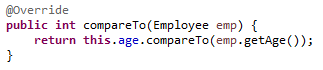 @Override
public int compareTo(Employee emp) {
    return this.age.compareTo(emp.getAge());
}